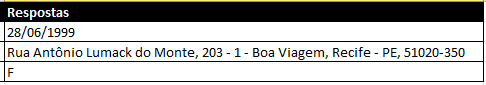 Respostas
28/06/1999
Rua Antônio Lumack do Monte, 203 - 1 - Boa Viagem, Recife - PE, 51020-350
F